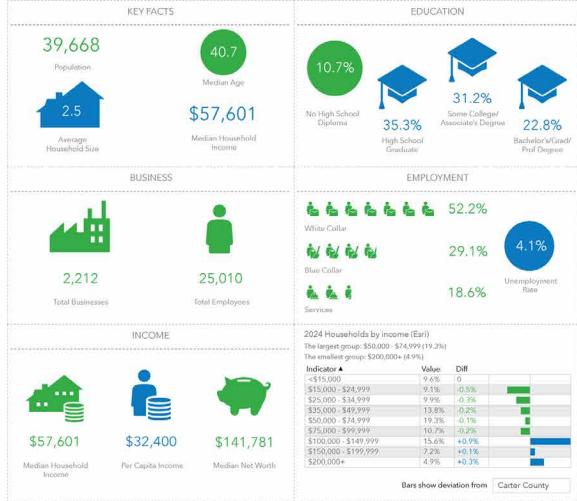 KEY FACTS
39,668
Population
40.7
Median Age
2.5
Average
Household Size
$57,601
Median Household
Income
EDUCATION
10.7%
No High School
Diploma
35.3%
High School
Graduate
31.2%
Some College/
Associate's Degree
22.8%
Bachelor's/Grad/
Prof Degree
BUSINESS
2,212
Total Businesses
25,010
Total Employees
EMPLOYMENT
52.2%
White Collar
29.1%
Blue Collar
18.6%
Services
4.1%
Unemployment
Rate
INCOME
$57,601
Median Household
Income
$32,400
Per Capita Income
$141,781
Median Net Worth
2024 Households by income (Esri)
The largest group: $50,000 - $74,999 (19.3%)
The smallest group: $200,000+ (4.9%)
Indicator ▲ Value Diff
<$15,000 9.6% 0
$15,000 - $24,999 9.1% -0.5%
$25,000 - $34,999 9.9% -0.3%
$35,000 - $49,999 13.8% -0.2%
$50,000 - $74,999 19.3% -0.1%
$75,000 - $99,999 10.7% -0.2%
$100,000 - $149,999 15.6% +0.9%
$150,000 - $199,999 7.2% +0.1%
$200,000+ 4.9% +0.3%
Bars show deviation from Carter County